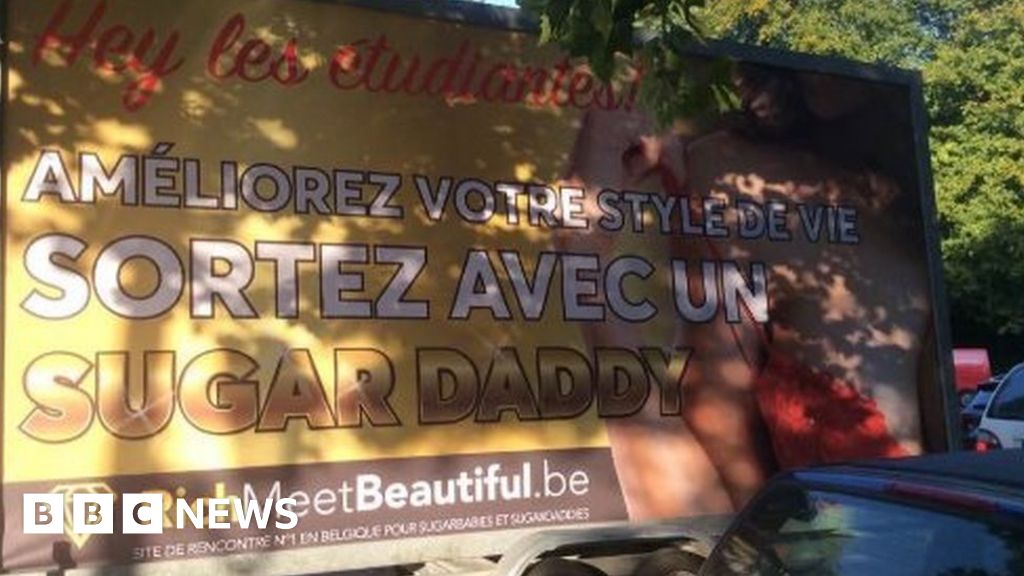 Hey les étudiantes!
AMÉLIOREZ VOTRE STYLE DE VIE
SORTEZ AVEC UN
SUGAR DADDY
RichMeetBeautiful.be
SITE DE RENCONTRE N°1 EN BELGIQUE POUR SUGARBABIES ET SUGARDADDIES
BBC NEWS